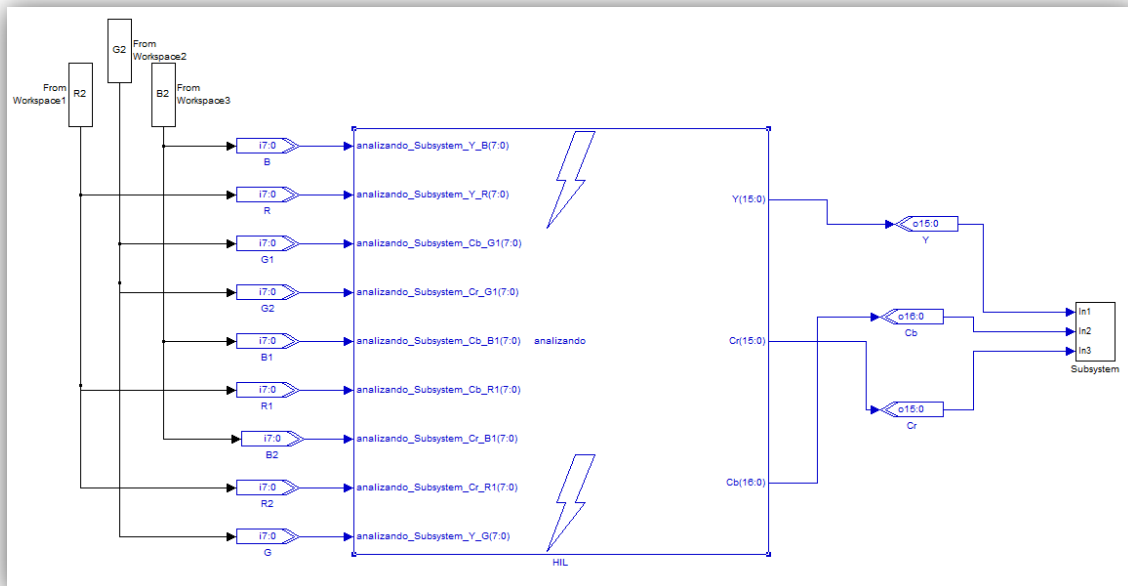 G2
From
Workspace2
From
Workspace1
R2
B2
From
Workspace3
i7:0
B
analizando_Subsystem_Y_B(7:0)
i7:0
R
analizando_Subsystem_Y_R(7:0)
Y(15:0)
o15:0
Y
i7:0
G1
analizando_Subsystem_Cb_G1(7:0)
i7:0
G2
analizando_Subsystem_Cr_G1(7:0)
o16:0
Cb
In1
In2
In3
Subsystem
i7:0
B1
analizando_Subsystem_Cb_B1(7:0)
analizando
Cr(15:0)
i7:0
R1
analizando_Subsystem_Cb_R1(7:0)
o15:0
Cr
i7:0
B2
analizando_Subsystem_Cr_B1(7:0)
i7:0
R2
analizando_Subsystem_Cr_R1(7:0)
Cb(16:0)
i7:0
G
analizando_Subsystem_Y_G(7:0)
HIL